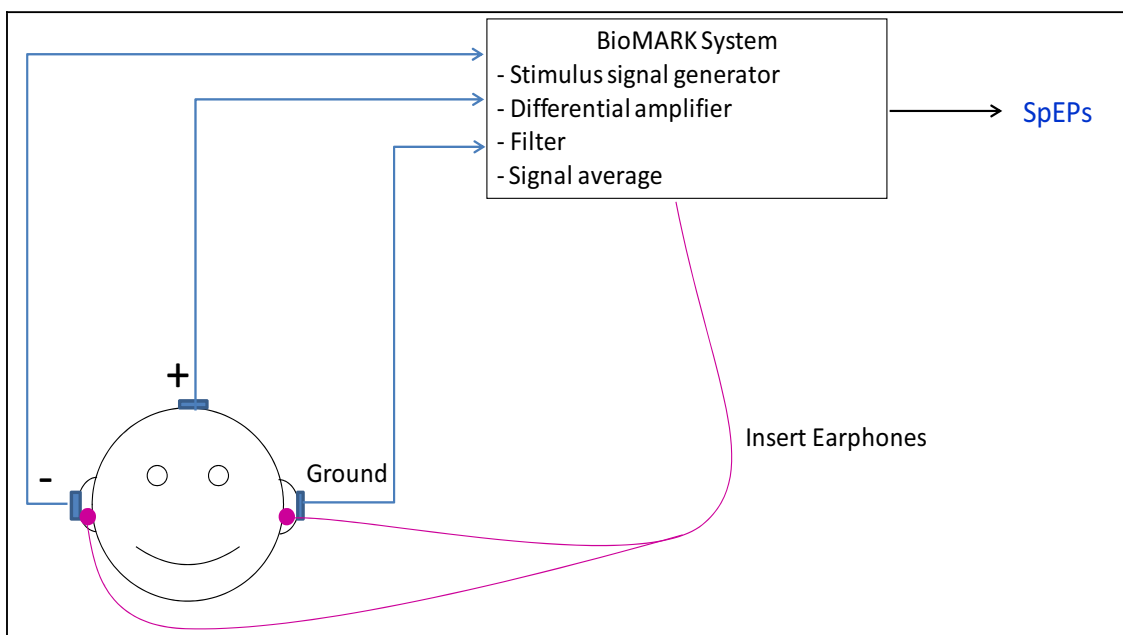 BioMARK System
- Stimulus signal generator
- Differential amplifier
- Filter
- Signal average
SpEPs
+
Insert Earphones
-
Ground